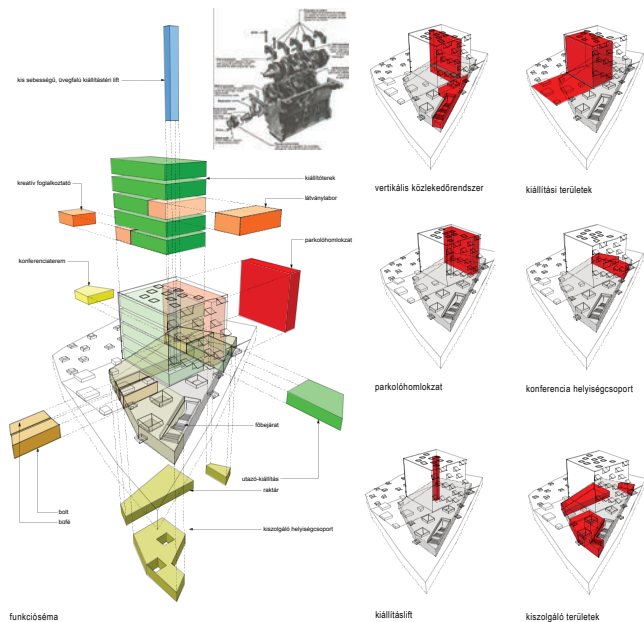 kis sebességű, üvegfalú kiállítástéri lift
kiállítóterek
kreatív foglalkoztató
látványlabor
parkolóhomlokzat
konferenciaterem
főbejárat
utazó-kiállítás
raktár
bolt
büfé
kiszolgáló helyiségcsoport
funkcióséma
vertikális közlekedőrendszer
kiállítási területek
parkolóhomlokzat
konferencia helyiségcsoport
kiállításlift
kiszolgáló területek